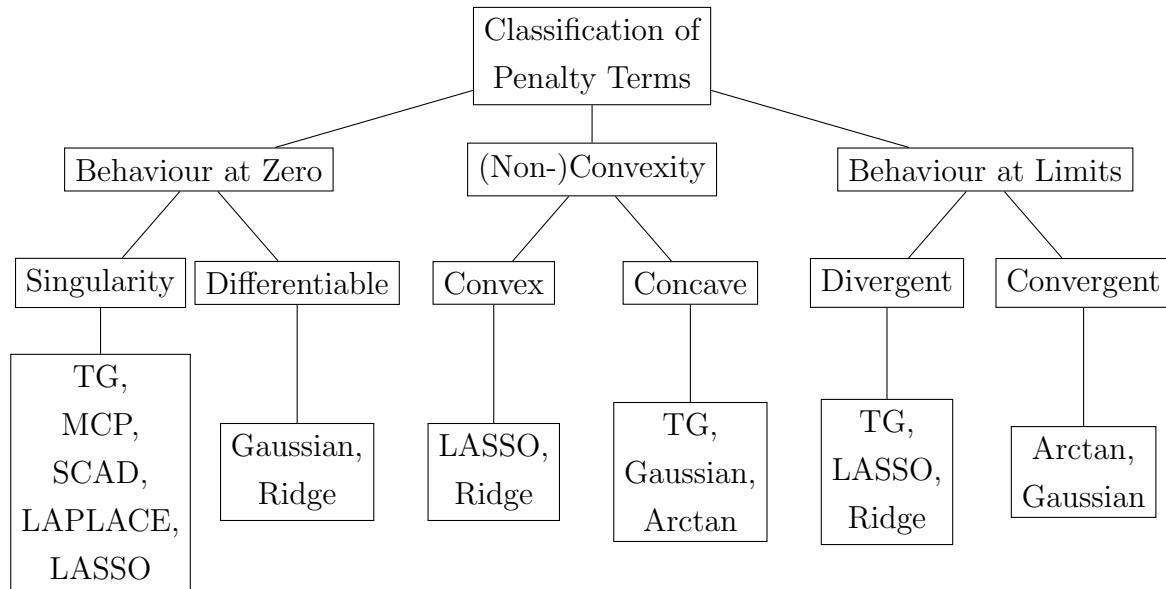 Classification of
Penalty Terms
Behaviour at Zero
(Non-)Convexity
Behaviour at Limits
Singularity
Differentiable
Convex
Concave
Divergent
Convergent
TG,
MCP,
SCAD,
LAPLACE,
LASSO
Gaussian,
Ridge
LASSO,
Ridge
TG,
Gaussian,
Arctan
TG,
LASSO,
Ridge
Arctan,
Gaussian